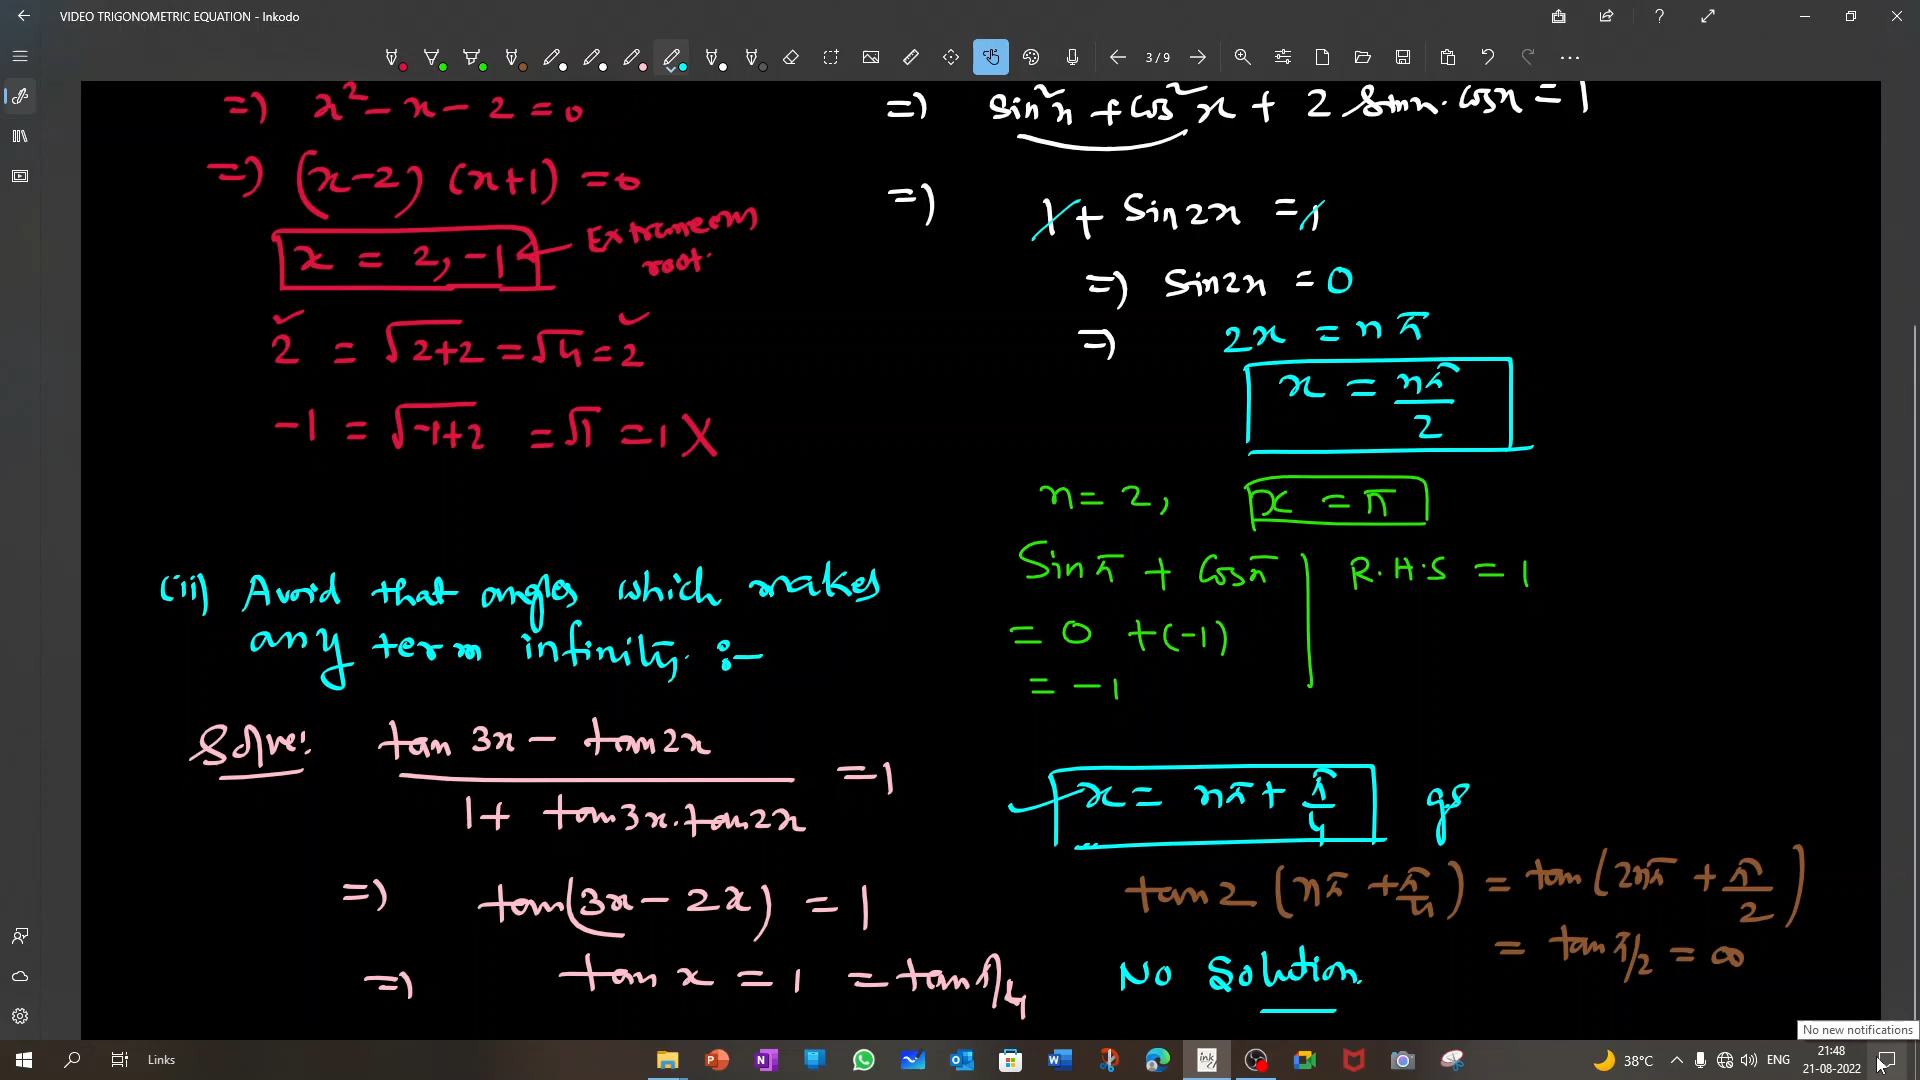 VIDEO TRIGONOMETRIC EQUATION - Inkodo
3 / 9
=) x² - x - 2 = 0
=) (x-2) (x+1) = 0
x = 2, -1
Extraneous
root.
2 = √2+2 = √4 = 2
-1 = √-1+2 = √1 = 1 X
(ii) Avoid that angles which makes
any term infinity. :-
Solve: tan 3x - tan 2x
1 + tan 3x . tan 2x
= 1
=) tan(3x - 2x) = 1
=) tan x = 1 = tan π/4
=) sin²x + cos²x + 2 sinx . cosx = 1
=) 1 + Sin2x = 1
=) Sin2x = 0
=) 2x = nπ
x = nπ/2
n = 2, x = π
Sin π + Cos π | R.H.S = 1
= 0 + (-1)
= -1
x = nπ + π/4 gs
tan 2 (nπ + π/4) = tan (2nπ + π/2)
= tan π/2 = ∞
No Solution.
No new notifications
Links
38°C
ENG
21:48
21-08-2022